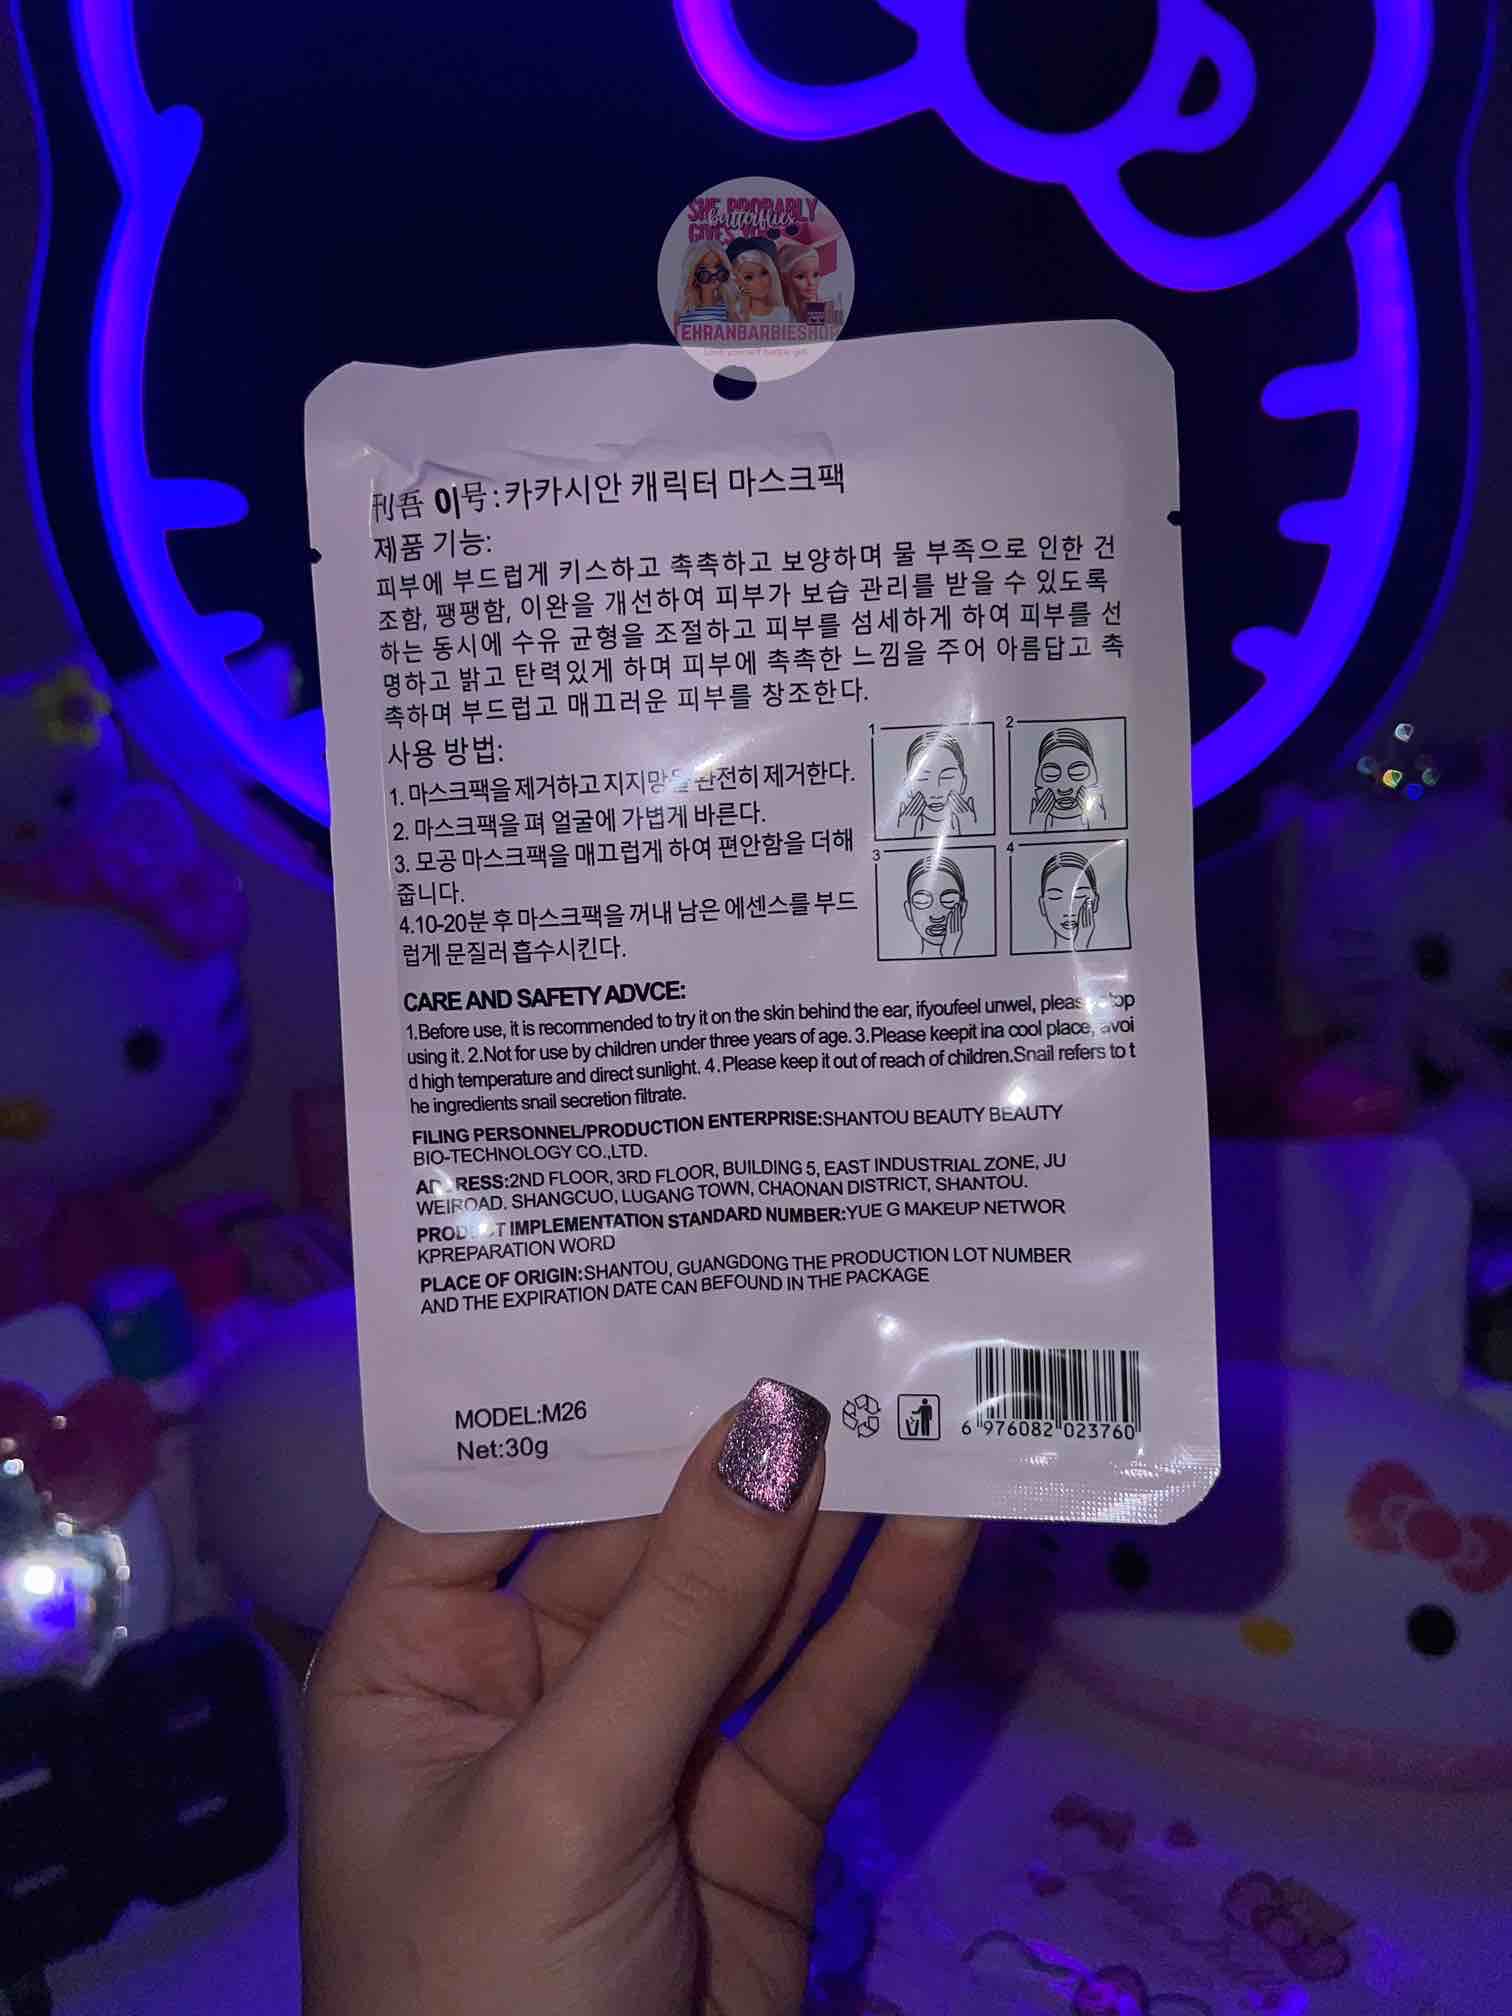 SHE PROBABLY
butterflies
GIVES YOU
TEHRANBARBIESHOP
刊吾 이号:카카시안 캐릭터 마스크팩
제품 기능:
피부에 부드럽게 키스하고 촉촉하고 보양하며 물 부족으로 인한 건
조함, 팽팽함, 이완을 개선하여 피부가 보습 관리를 받을 수 있도록
하는 동시에 수유 균형을 조절하고 피부를 섬세하게 하여 피부를 선
명하고 밝고 탄력있게 하며 피부에 촉촉한 느낌을 주어 아름답고 촉
촉하며 부드럽고 매끄러운 피부를 창조한다.
사용 방법:
1. 마스크팩을 제거하고 지지망을 완전히 제거한다.
2. 마스크팩을 펴 얼굴에 가볍게 바른다.
3. 모공 마스크팩을 매끄럽게 하여 편안함을 더해
줍니다.
4.10-20분 후 마스크팩을 꺼내 남은 에센스를 부드
럽게 문질러 흡수시킨다.
1
2
3
4
CARE AND SAFETY ADVCE:
1.Before use, it is recommended to try it on the skin behind the ear, ifyoufeel unwel, please stop
using it. 2.Not for use by children under three years of age. 3.Please keepit ina cool place, avoi
d high temperature and direct sunlight. 4.Please keep it out of reach of children.Snail refers to t
he ingredients snail secretion filtrate.
FILING PERSONNEL/PRODUCTION ENTERPRISE:SHANTOU BEAUTY BEAUTY
BIO-TECHNOLOGY CO.,LTD.
ADDRESS:2ND FLOOR, 3RD FLOOR, BUILDING 5, EAST INDUSTRIAL ZONE, JU
WEIROAD. SHANGCUO, LUGANG TOWN, CHAONAN DISTRICT, SHANTOU.
PRODUCT IMPLEMENTATION STANDARD NUMBER:YUE G MAKEUP NETWOR
KPREPARATION WORD
PLACE OF ORIGIN:SHANTOU, GUANGDONG THE PRODUCTION LOT NUMBER
AND THE EXPIRATION DATE CAN BEFOUND IN THE PACKAGE
MODEL:M26
Net:30g
6 976082 023760